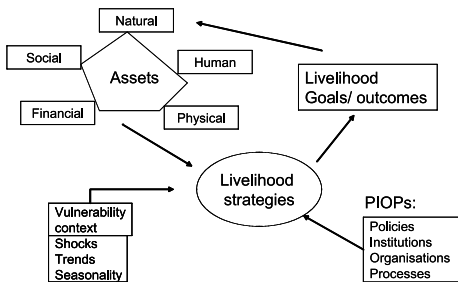 Natural
Social
Human
Assets
Financial
Physical
Livelihood
Goals/ outcomes
Livelihood
strategies
Vulnerability
context
Shocks
Trends
Seasonality
PIOPs:
Policies
Institutions
Organisations
Processes